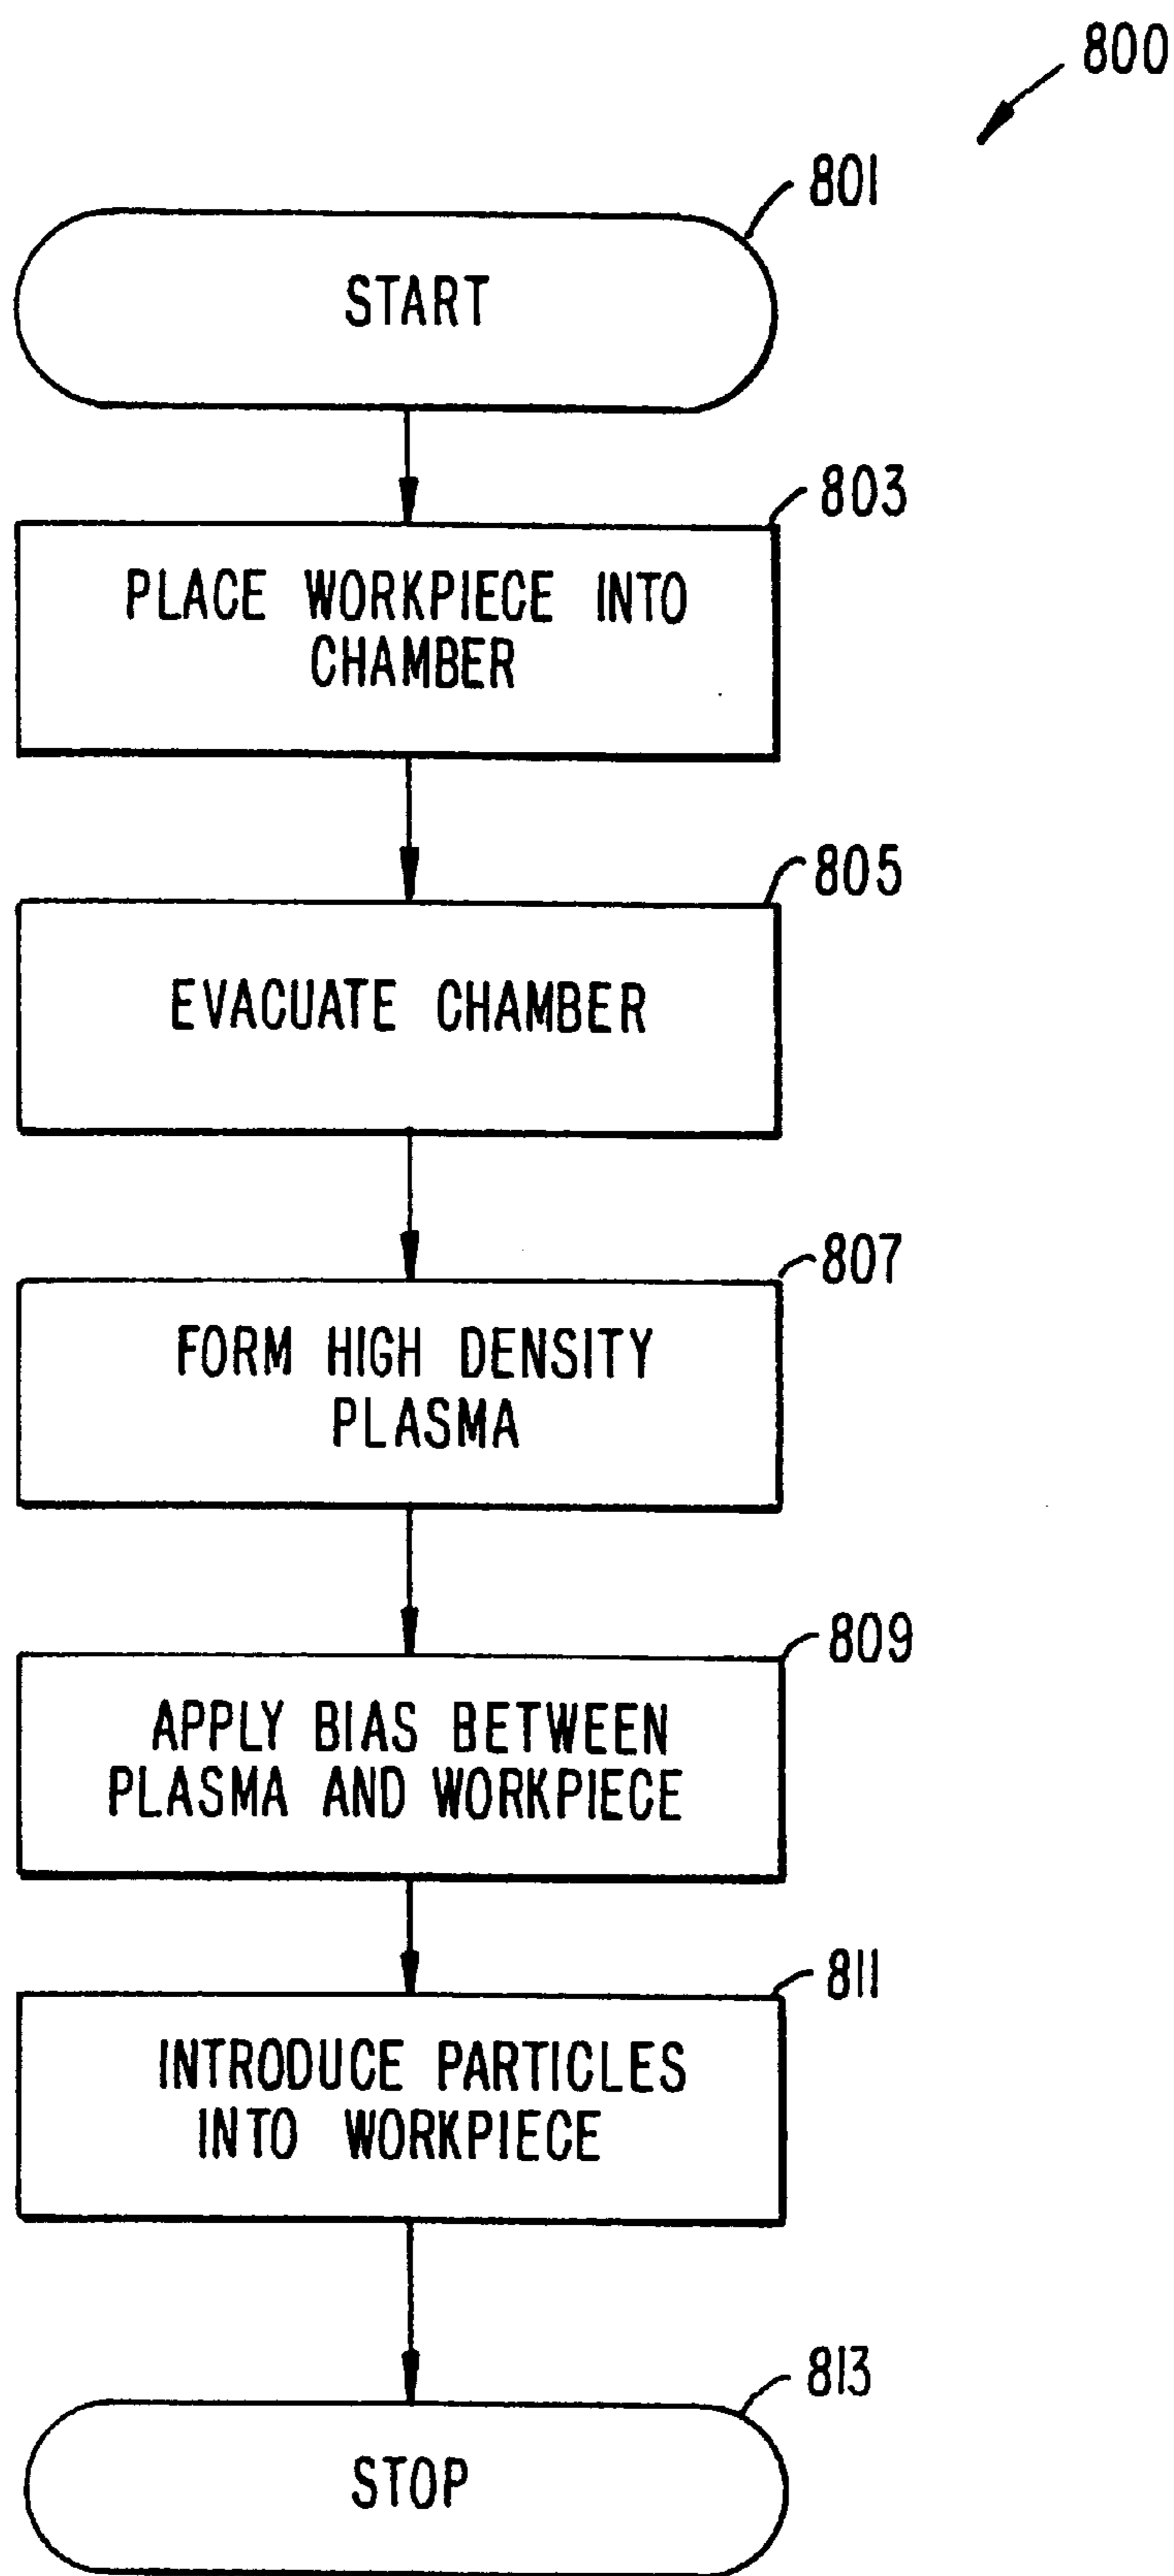 800
801
START
803
PLACE WORKPIECE INTO
CHAMBER
805
EVACUATE CHAMBER
807
FORM HIGH DENSITY
PLASMA
809
APPLY BIAS BETWEEN
PLASMA AND WORKPIECE
811
INTRODUCE PARTICLES
INTO WORKPIECE
813
STOP